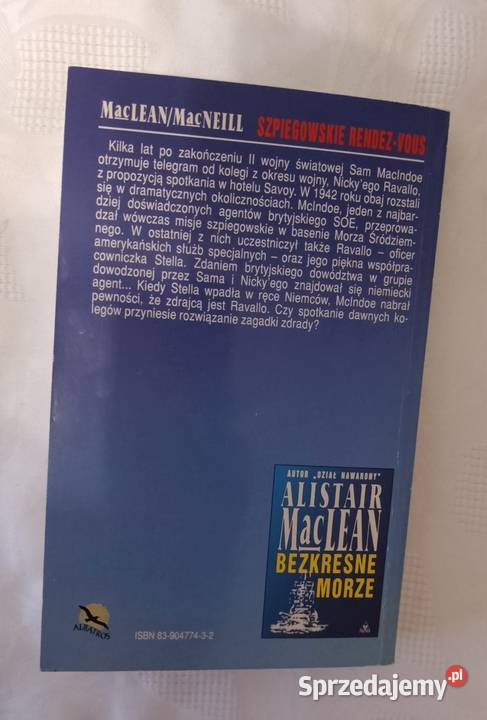 MacLEAN/MacNEILL SZPIEGOWSKIE RENDEZ-VOUS
Kilka lat po zakończeniu II wojny światowej Sam MacIndoe
otrzymuje telegram od kolegi z okresu wojny, Nicky'ego Ravallo,
z propozycją spotkania w hotelu Savoy. W 1942 roku obaj rozstali
się w dramatycznych okolicznościach. McIndoe, jeden z najbar-
dziej doświadczonych agentów brytyjskiego SOE, przeprowa-
dzał wówczas misje szpiegowskie w basenie Morza Śródziem-
nego. W ostatniej z nich uczestniczył także Ravallo – oficer
amerykańskich służb specjalnych – oraz jego piękna współpra-
cowniczka Stella. Zdaniem brytyjskiego dowództwa w grupie
dowodzonej przez Sama i Nicky'ego znajdował się niemiecki
agent... Kiedy Stella wpadła w ręce Niemców, McIndoe nabrał
pewności, że zdrajcą jest Ravallo. Czy spotkanie dawnych ko-
legów przyniesie rozwiązanie zagadki zdrady?
AUTOR „DZIAŁ NAWARONY”
ALISTAIR
MacLEAN
BEZKRESNE
MORZE
ALBATROS
ISBN 83-904774-3-2
Sprzedajemy.pl